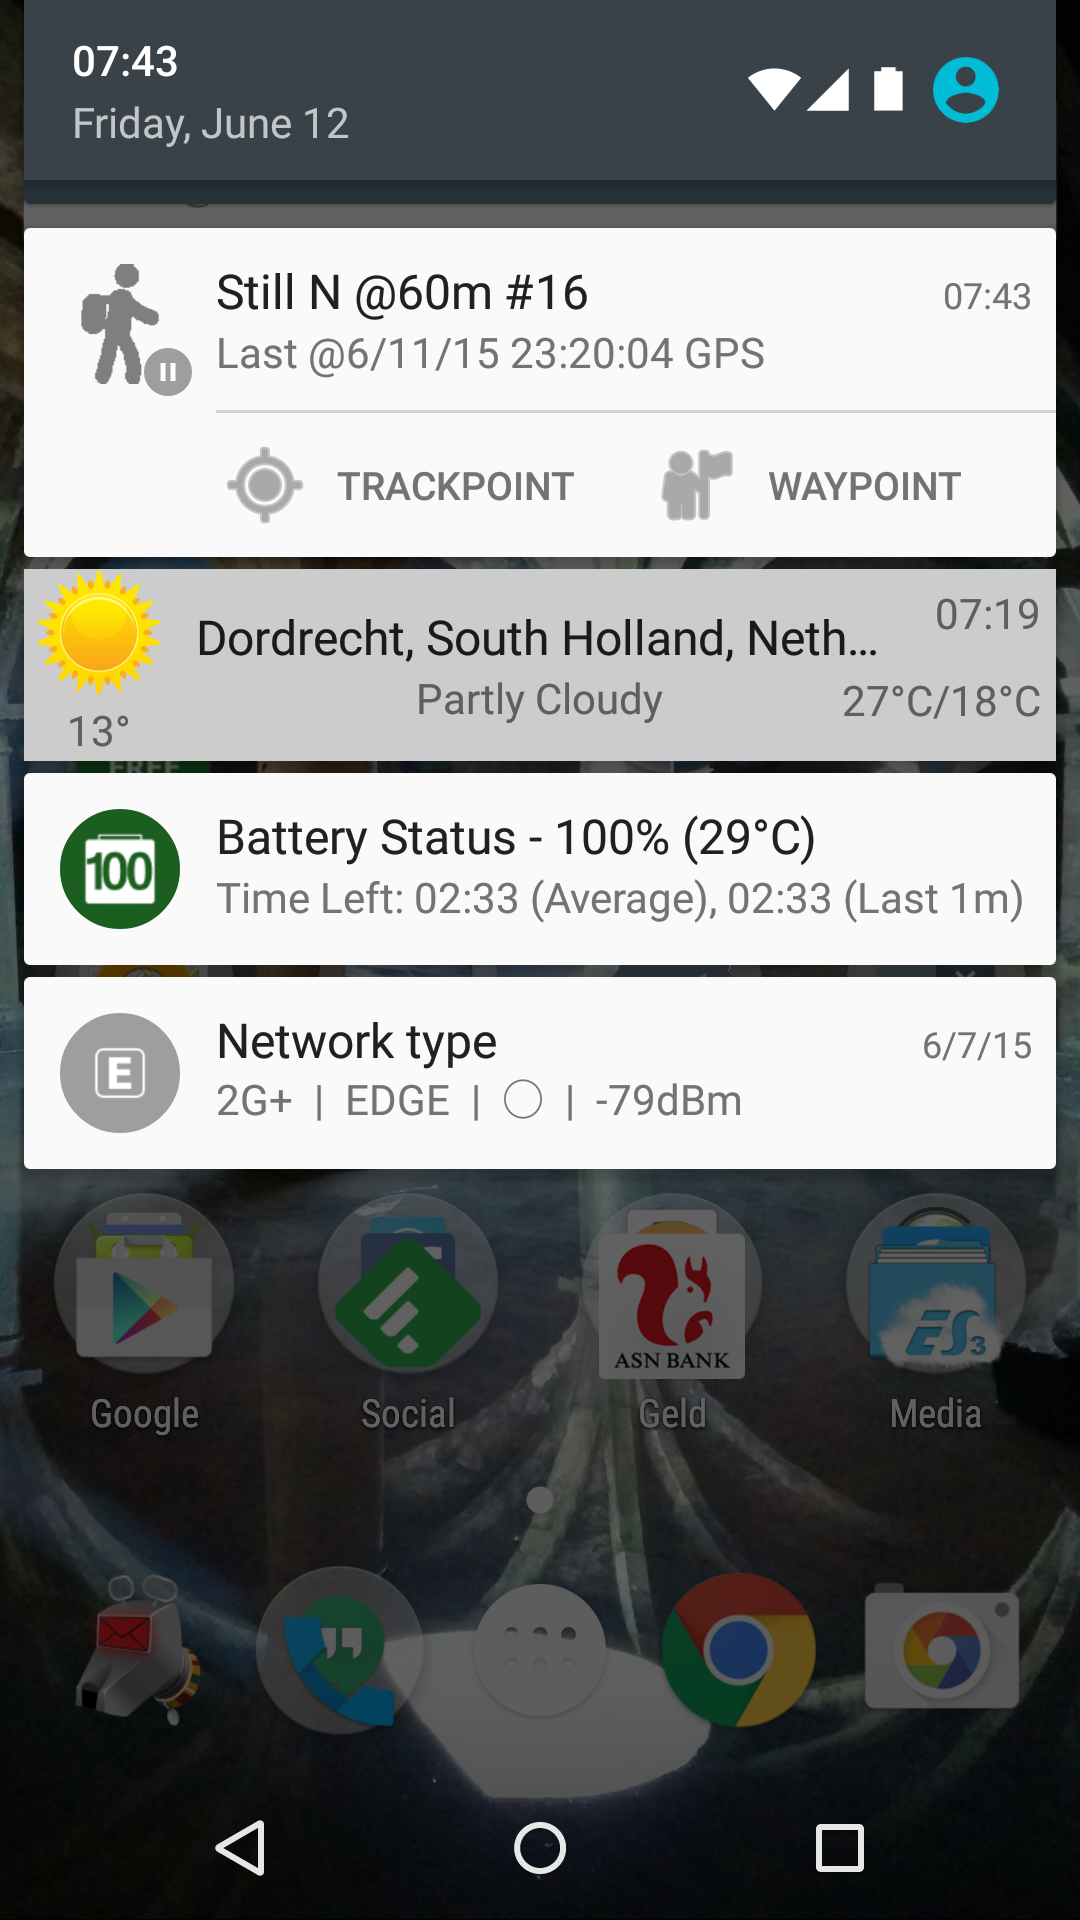 07:43
Friday, June 12
Still N @60m #16
07:43
Last @6/11/15 23:20:04 GPS
TRACKPOINT
WAYPOINT
07:19
Dordrecht, South Holland, Neth...
Partly Cloudy
27°C/18°C
13°
FREE
100
Battery Status - 100% (29°C)
Time Left: 02:33 (Average), 02:33 (Last 1m)
E
Network type
6/7/15
2G+ | EDGE | ◯ | -79dBm
ASN BANK
ES3
Google
Social
Geld
Media